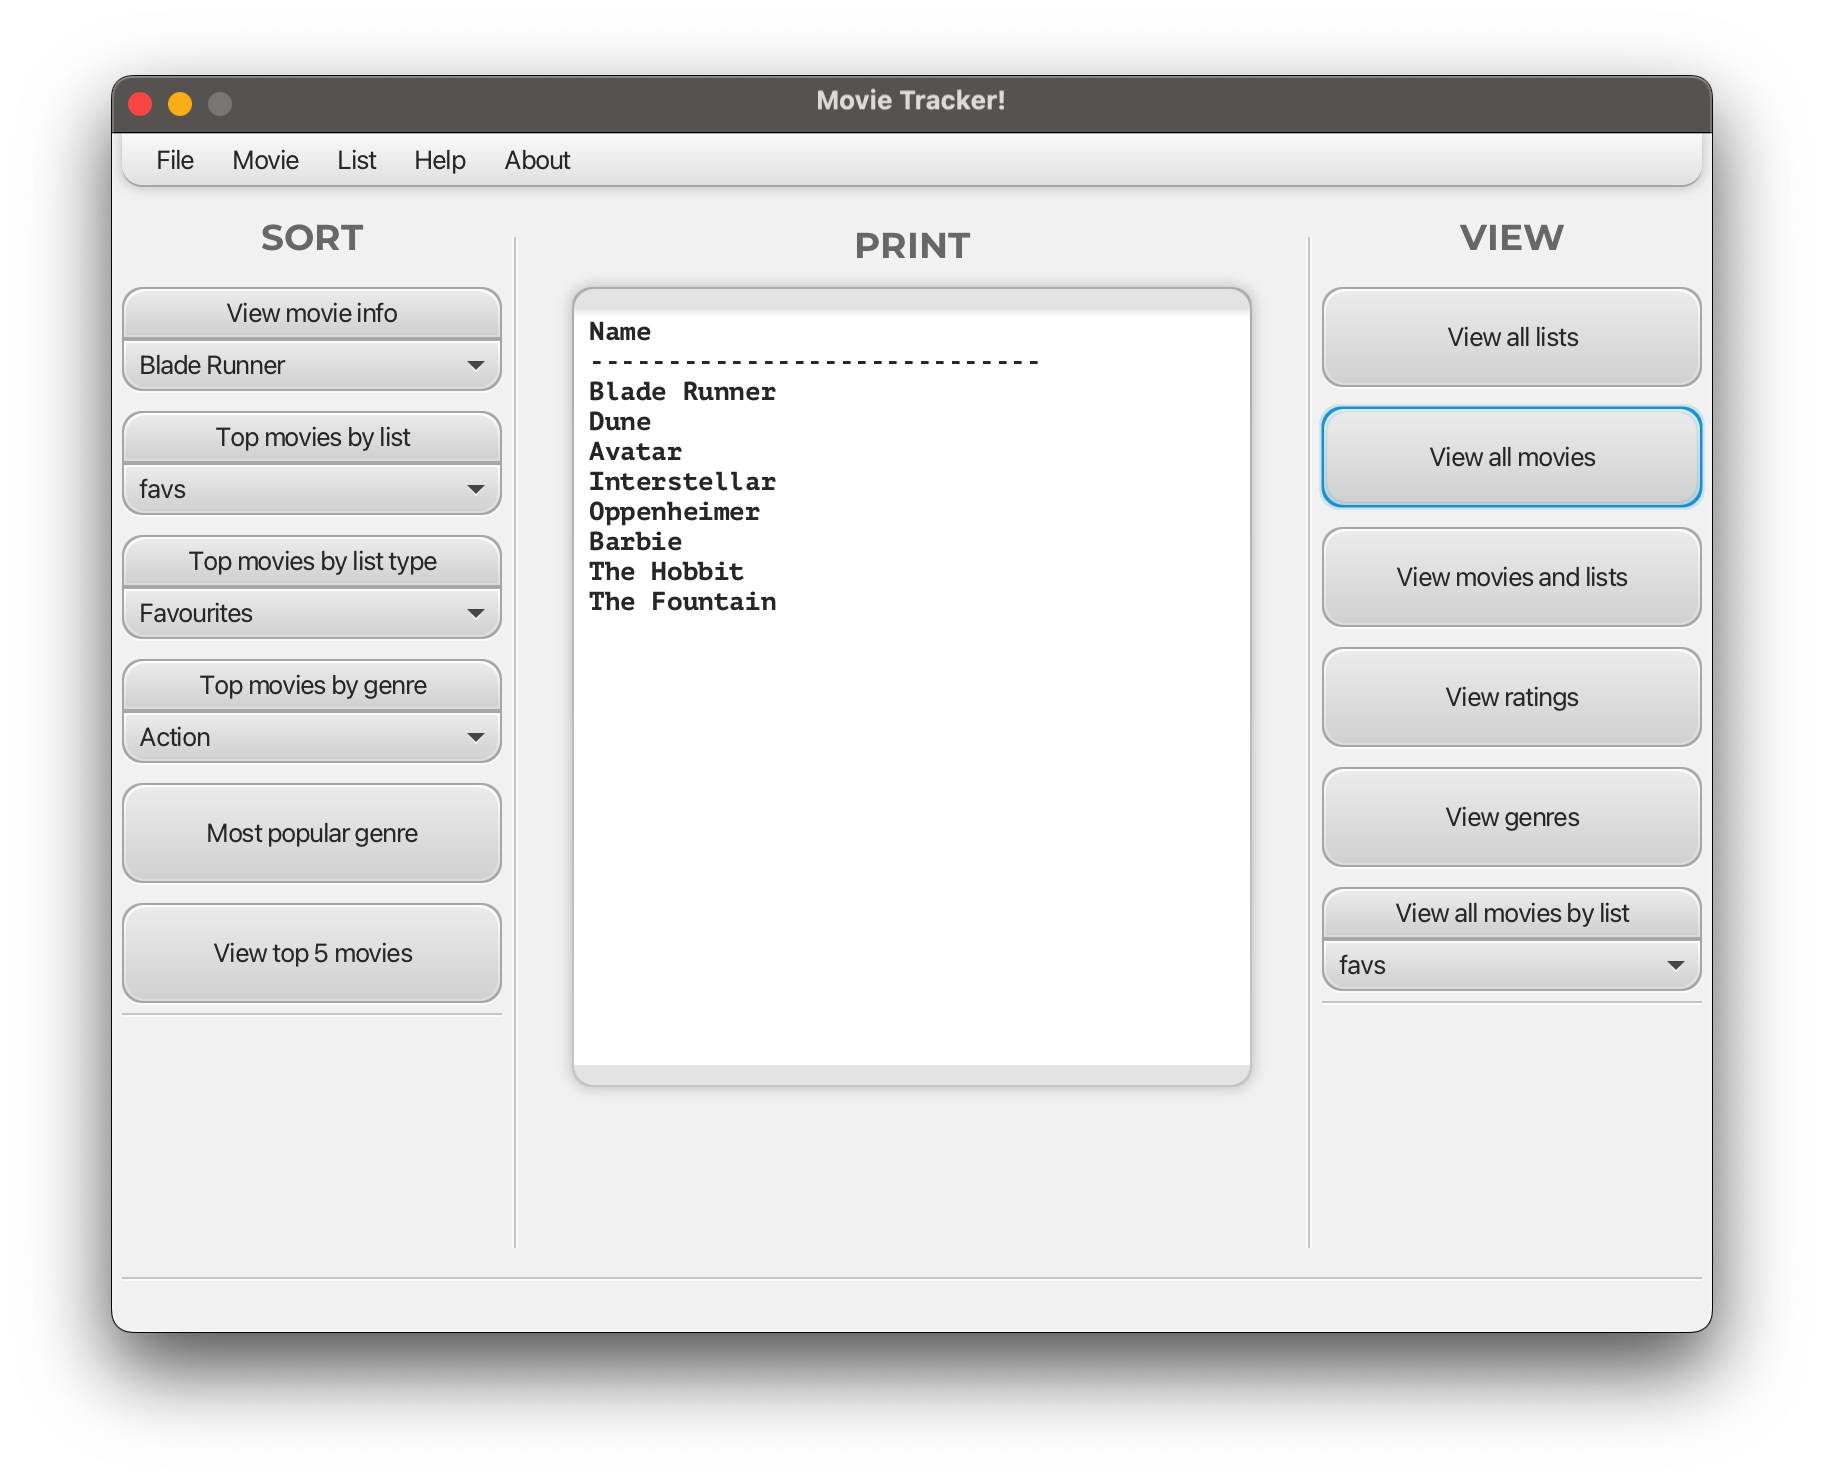 Movie Tracker!
File Movie List Help About
SORT
View movie info
Blade Runner
Top movies by list
favs
Top movies by list type
Favourites
Top movies by genre
Action
Most popular genre
View top 5 movies
PRINT
Name
-----------------------------
Blade Runner
Dune
Avatar
Interstellar
Oppenheimer
Barbie
The Hobbit
The Fountain
VIEW
View all lists
View all movies
View movies and lists
View ratings
View genres
View all movies by list
favs